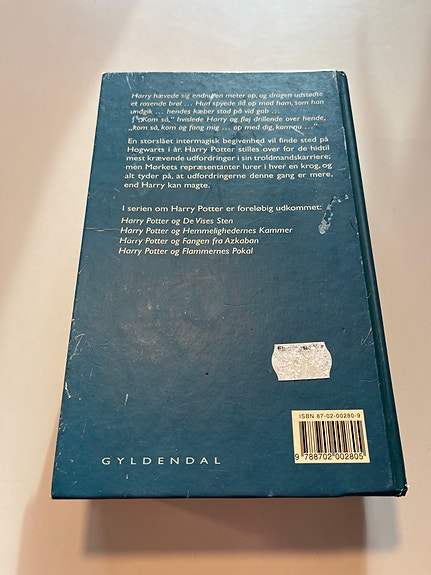 Harry hævede sig endnu en meter op, og dragen udstødte
et rasende brøl ... Hun spyede ild op mod ham, som han
undgik ... hendes kæber stod på vid gab ...
„Kom så,” hvislede Harry og fløj drillende over hende,
„kom så, kom og fang mig ... op med dig, kom nu ...”
En storslået intermagisk begivenhed vil finde sted på
Hogwarts i år. Harry Potter stilles over for de hidtil
mest krævende udfordringer i sin troldmandskarriere;
men Mørkets repræsentanter lurer i hver en krog, og
alt tyder på, at udfordringerne denne gang er mere,
end Harry kan magte.
I serien om Harry Potter er foreløbig udkommet:
Harry Potter og De Vises Sten
Harry Potter og Hemmelighedernes Kammer
Harry Potter og Fangen fra Azkaban
Harry Potter og Flammernes Pokal
ISBN 87-02-00280-9
9 788702 002805
GYLDENDAL